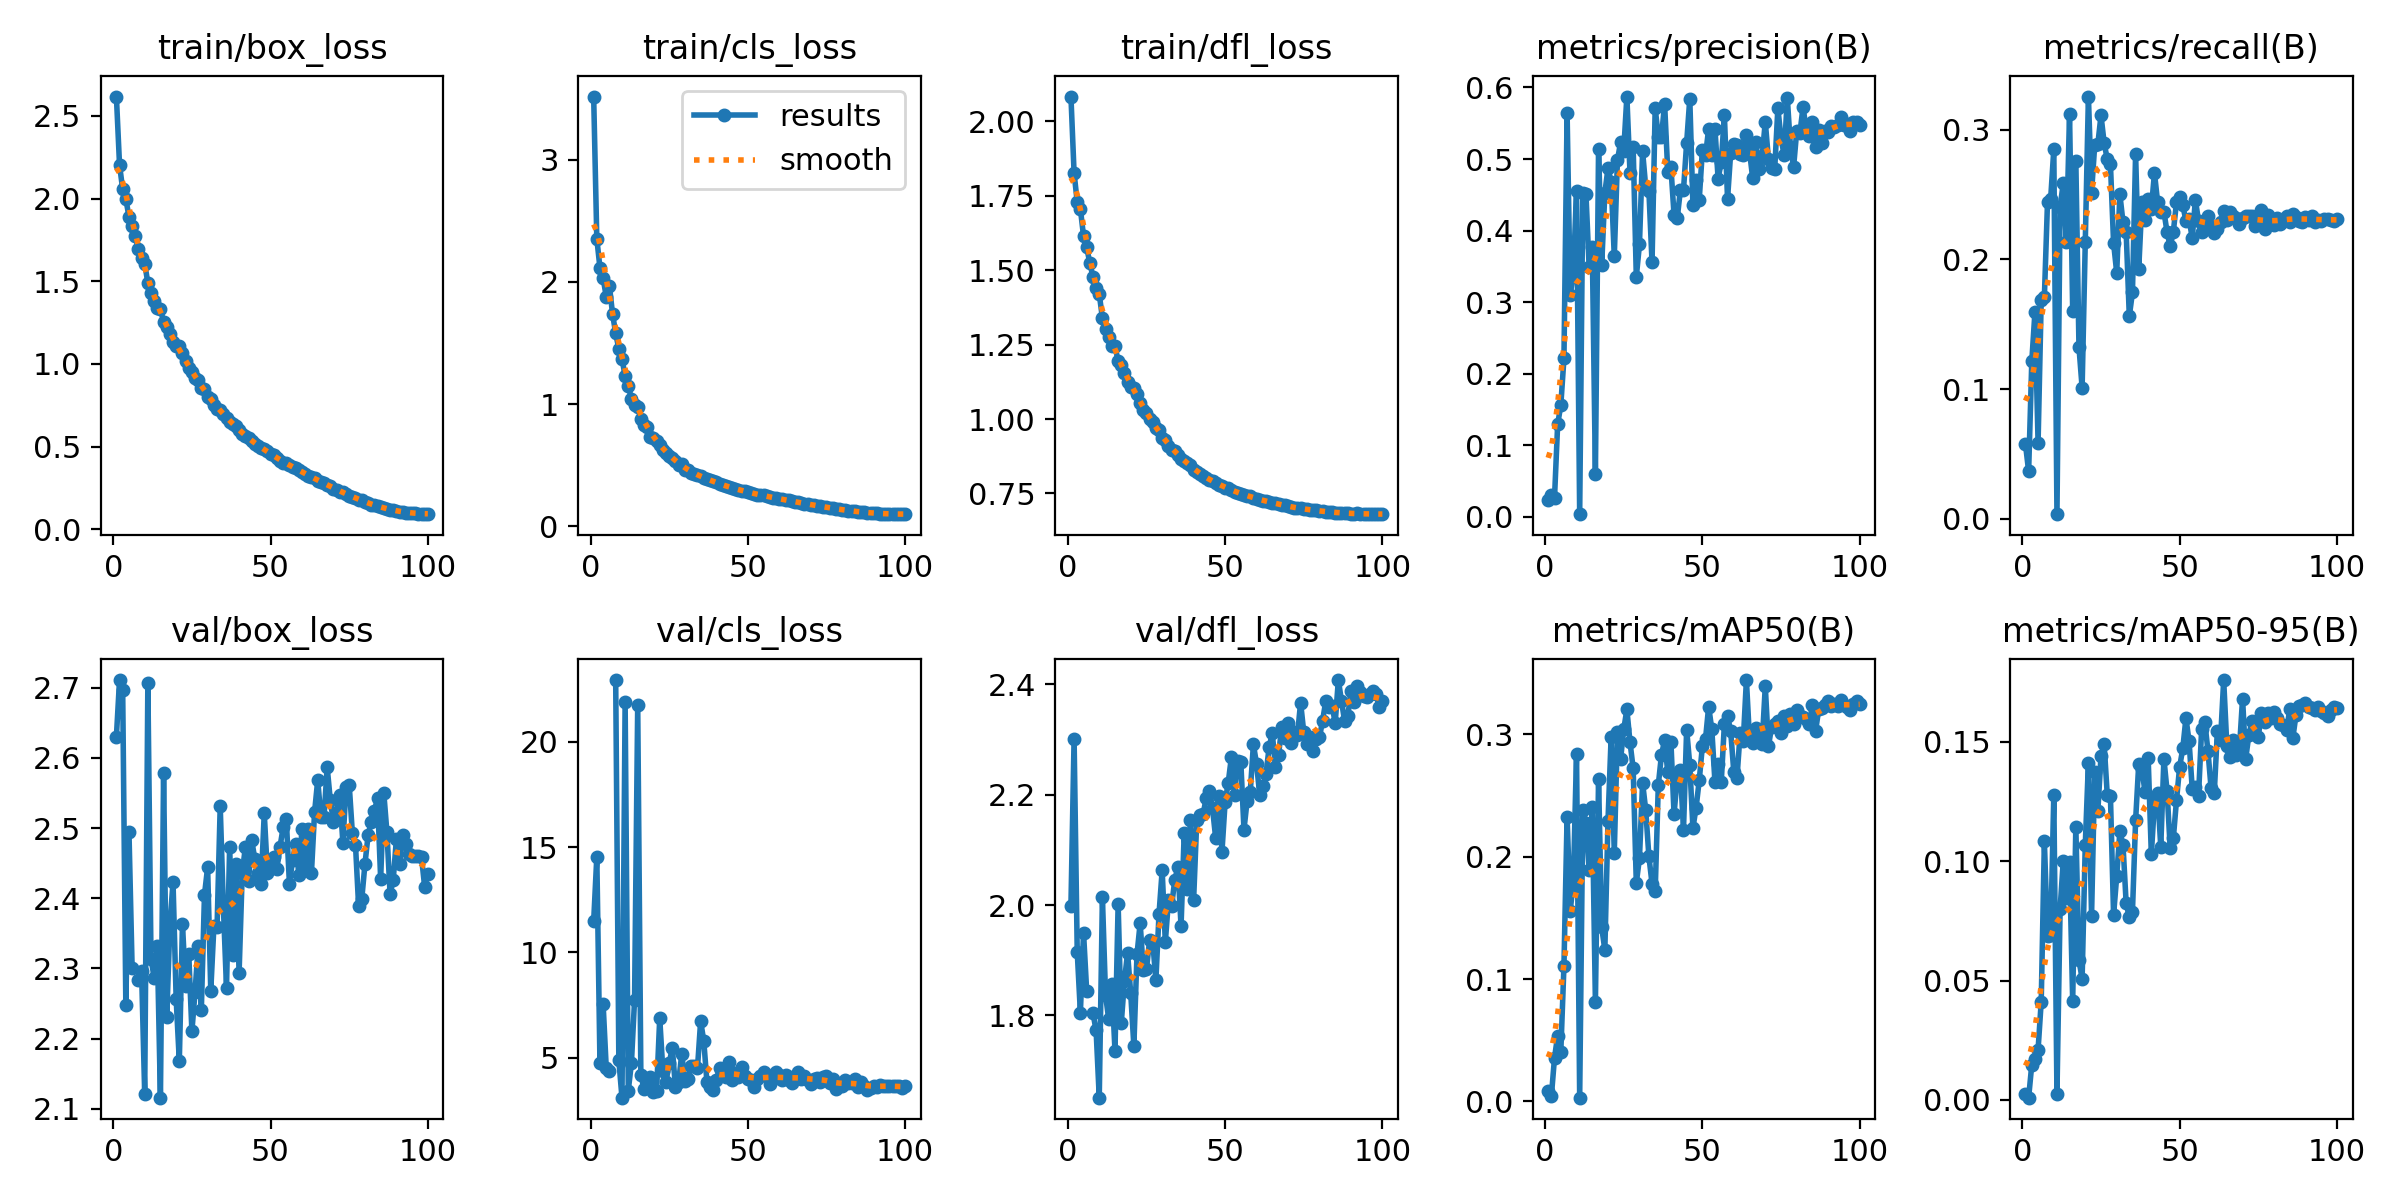 train/box_loss
2.5
2.0
1.5
1.0
0.5
0.0
0 50 100
train/cls_loss
results
smooth
3
2
1
0
0 50 100
train/dfl_loss
2.00
1.75
1.50
1.25
1.00
0.75
0 50 100
metrics/precision(B)
0.6
0.5
0.4
0.3
0.2
0.1
0.0
0 50 100
metrics/recall(B)
0.3
0.2
0.1
0.0
0 50 100
val/box_loss
2.7
2.6
2.5
2.4
2.3
2.2
2.1
0 50 100
val/cls_loss
20
15
10
5
0 50 100
val/dfl_loss
2.4
2.2
2.0
1.8
0 50 100
metrics/mAP50(B)
0.3
0.2
0.1
0.0
0 50 100
metrics/mAP50-95(B)
0.15
0.10
0.05
0.00
0 50 100